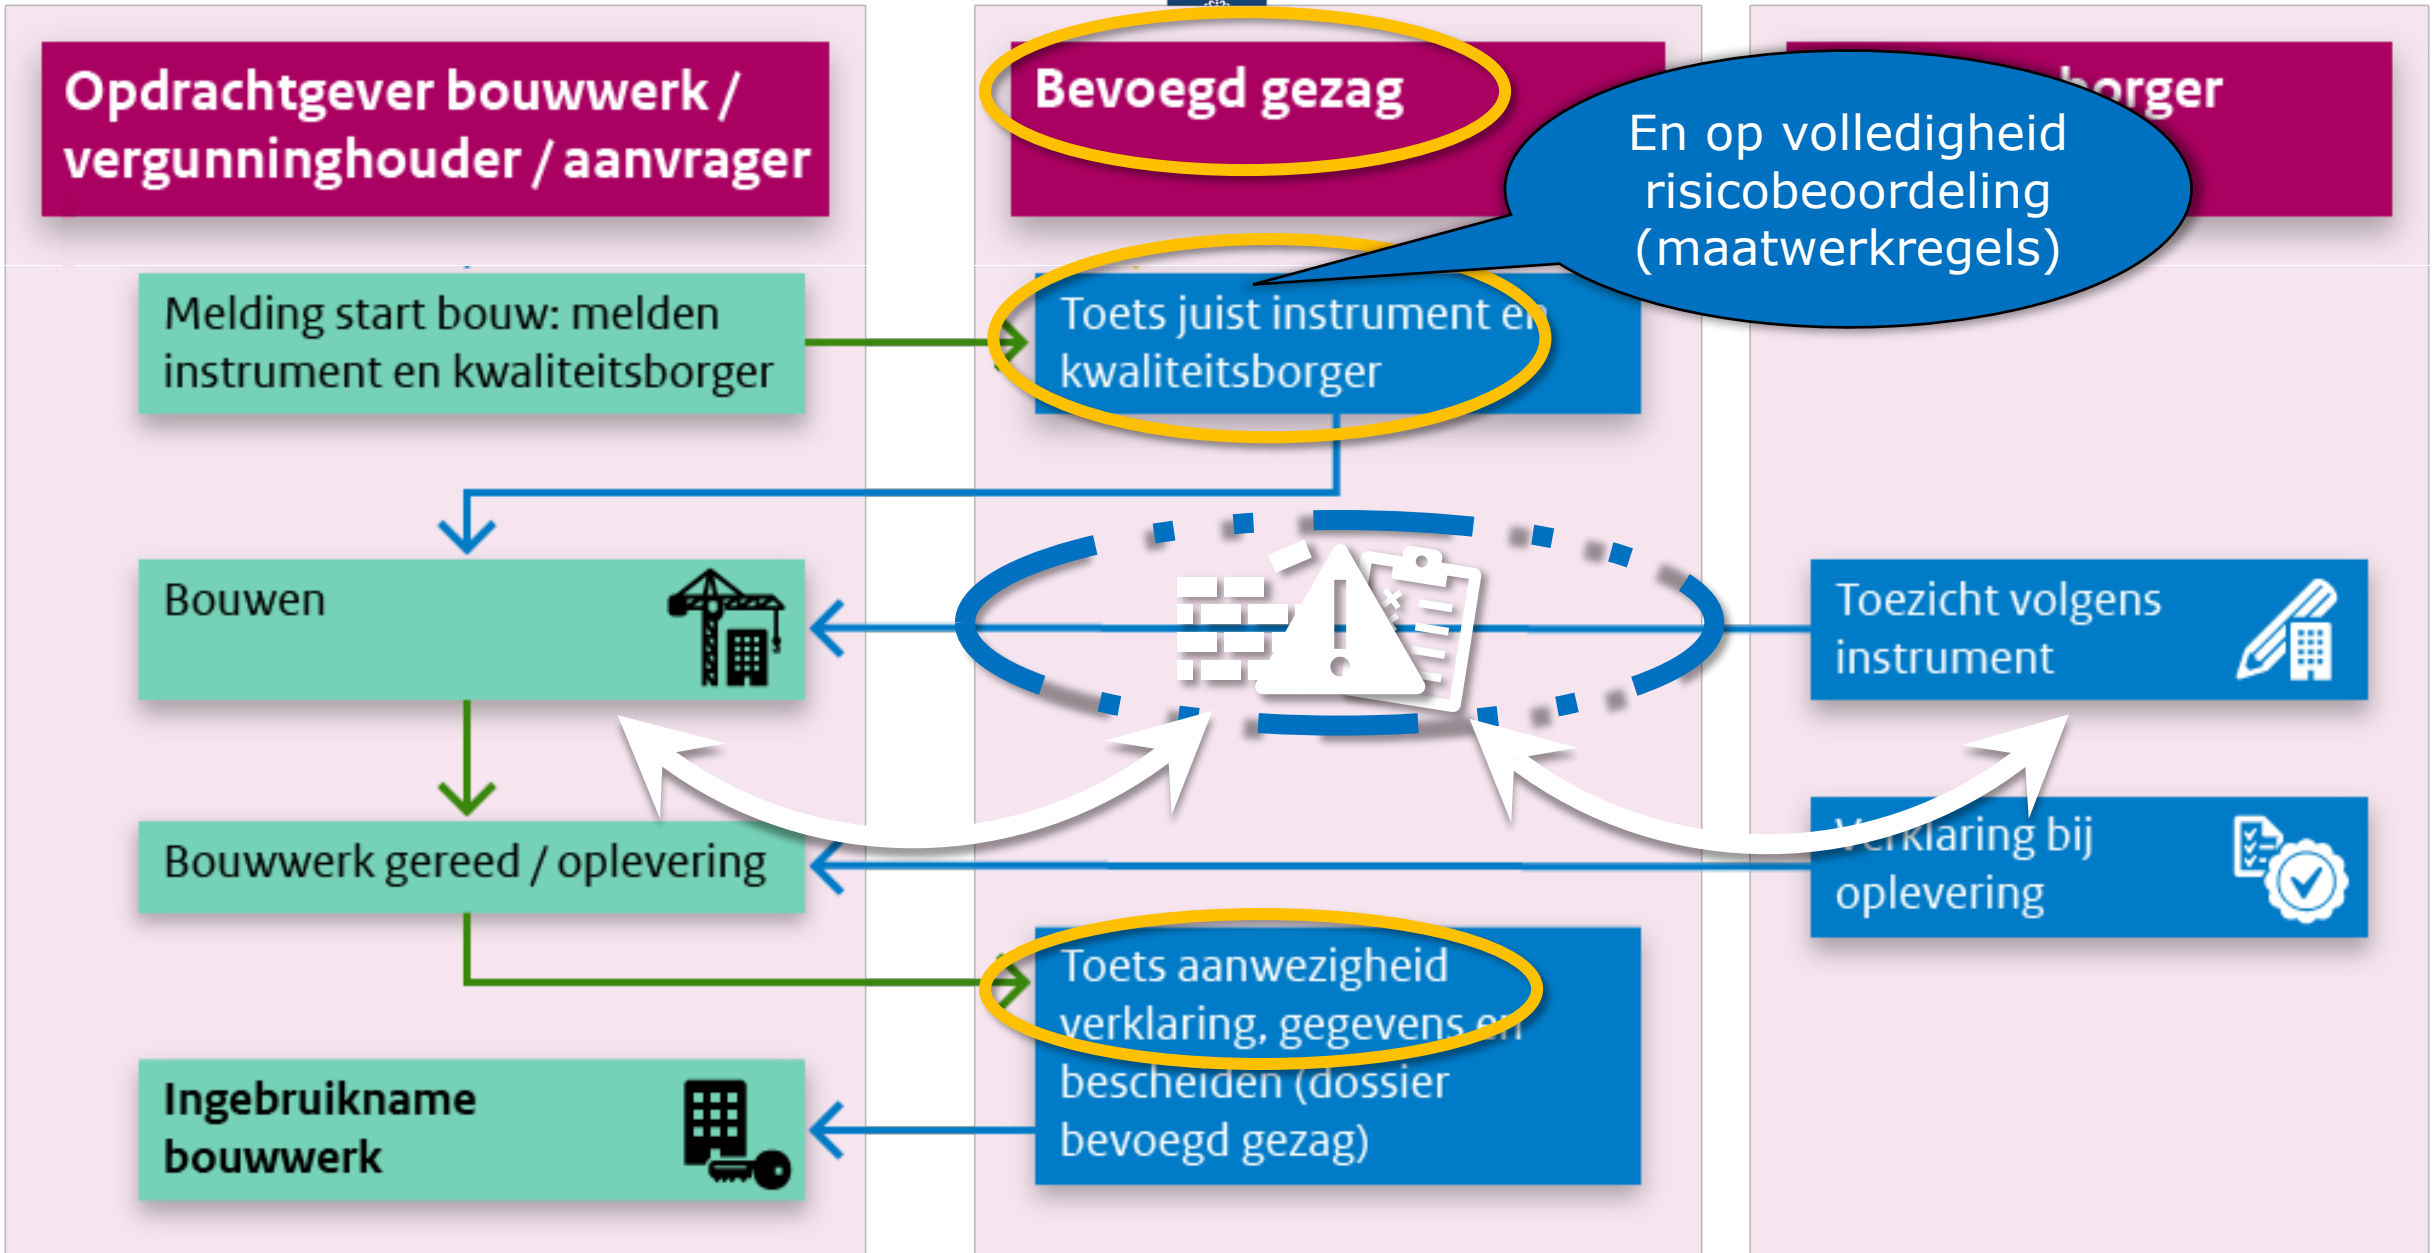 Opdrachtgever bouwwerk /
vergunninghouder / aanvrager
Bevoegd gezag
borger
En op volledigheid
risicobeoordeling
(maatwerkregels)
Melding start bouw: melden
instrument en kwaliteitsborger
Toets juist instrument en
kwaliteitsborger
Bouwen
Toezicht volgens
instrument
Bouwwerk gereed / oplevering
Verklaring bij
oplevering
Toets aanwezigheid
verklaring, gegevens en
bescheiden (dossier
bevoegd gezag)
Ingebruikname
bouwwerk